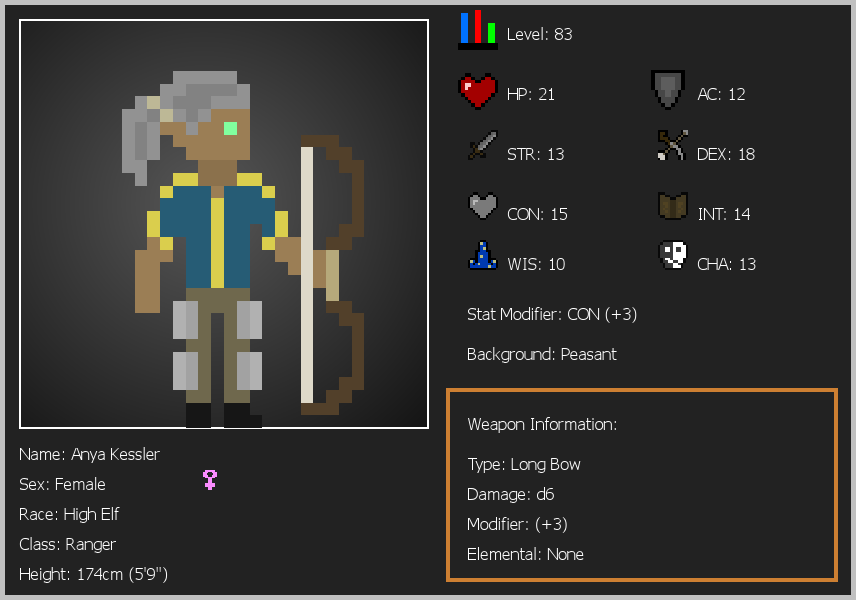 Level: 83
HP: 21
AC: 12
STR: 13
DEX: 18
CON: 15
INT: 14
WIS: 10
CHA: 13
Stat Modifier: CON (+3)
Background: Peasant
Weapon Information:
Type: Long Bow
Damage: d6
Modifier: (+3)
Elemental: None
Name: Anya Kessler
Sex: Female
Race: High Elf
Class: Ranger
Height: 174cm (5'9")